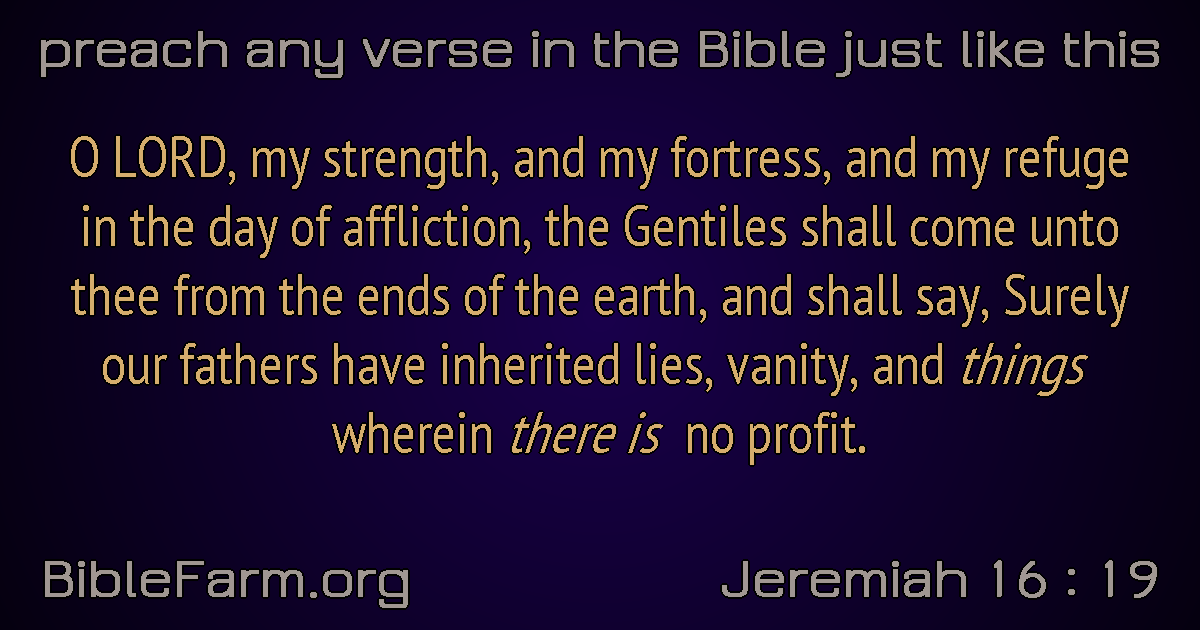 preach any verse in the Bible just like this
O LORD, my strength, and my fortress, and my refuge
in the day of affliction, the Gentiles shall come unto
thee from the ends of the earth, and shall say, Surely
our fathers have inherited lies, vanity, and things
wherein there is no profit.
BibleFarm.org
Jeremiah 16 : 19